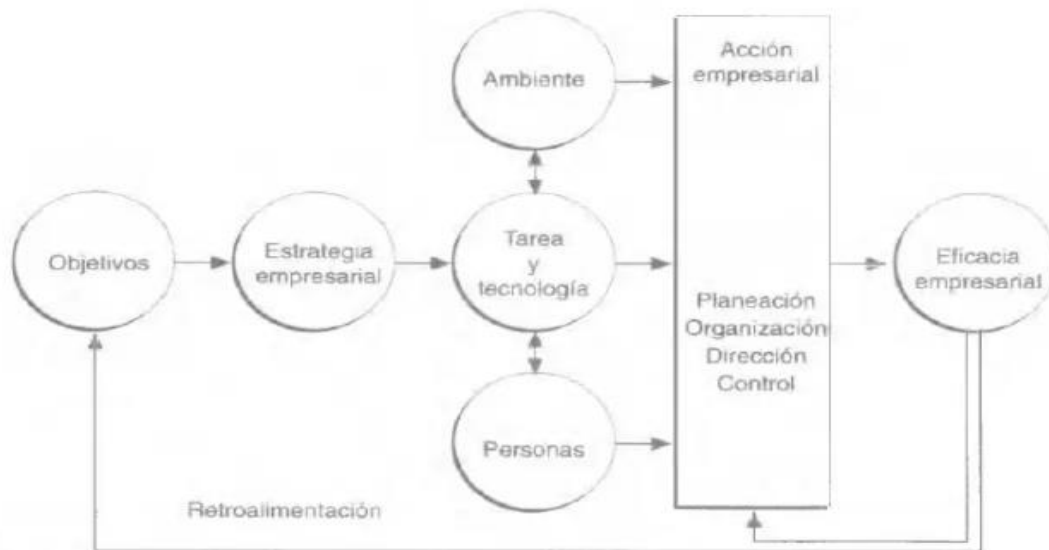 Ambiente
Acción
empresarial
Objetivos
Estrategia
empresarial
Tarea
y
tecnología
Eficacia
empresarial
Planeación
Organización
Dirección
Control
Personas
Retroalimentación